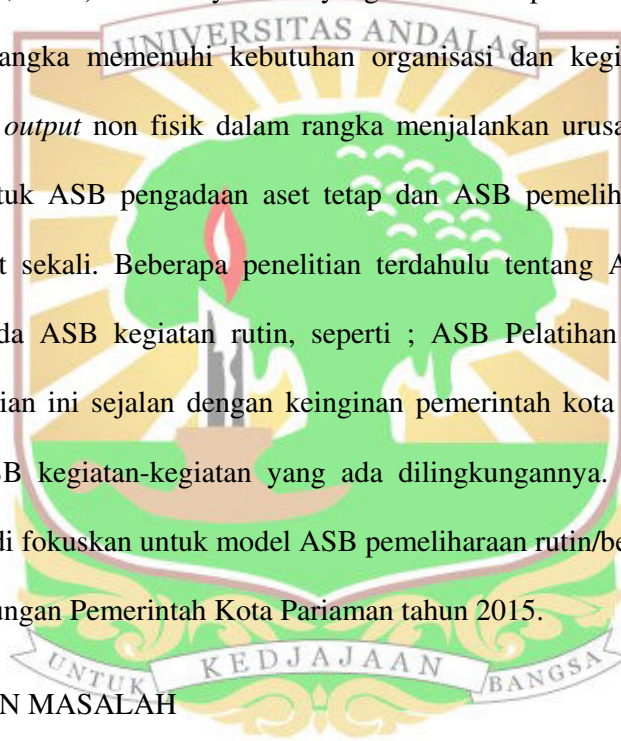 UNIVERSITAS ANDALAS
angka memenuhi kebutuhan organisasi dan kegi
output non fisik dalam rangka menjalankan urusa
tuk ASB pengadaan aset tetap dan ASB pemelih
t sekali. Beberapa penelitian terdahulu tentang A
da ASB kegiatan rutin, seperti ; ASB Pelatihan
ian ini sejalan dengan keinginan pemerintah kota
SB kegiatan-kegiatan yang ada dilingkungannya.
di fokuskan untuk model ASB pemeliharaan rutin/be
ungan Pemerintah Kota Pariaman tahun 2015.
UNTUK KEDJAJAAN BANGSA
N MASALAH